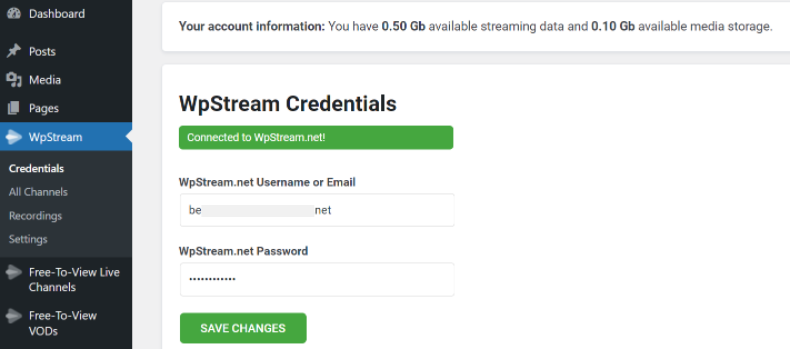 Dashboard
Posts
Media
Pages
WpStream
Credentials
All Channels
Recordings
Settings
Free-To-View Live
Channels
Free-To-View
VODs
Your account information: You have 0.50 Gb available streaming data and 0.10 Gb available media storage.
WpStream Credentials
Connected to WpStream.net!
WpStream.net Username or Email
be net
WpStream.net Password
••••••••••••
SAVE CHANGES